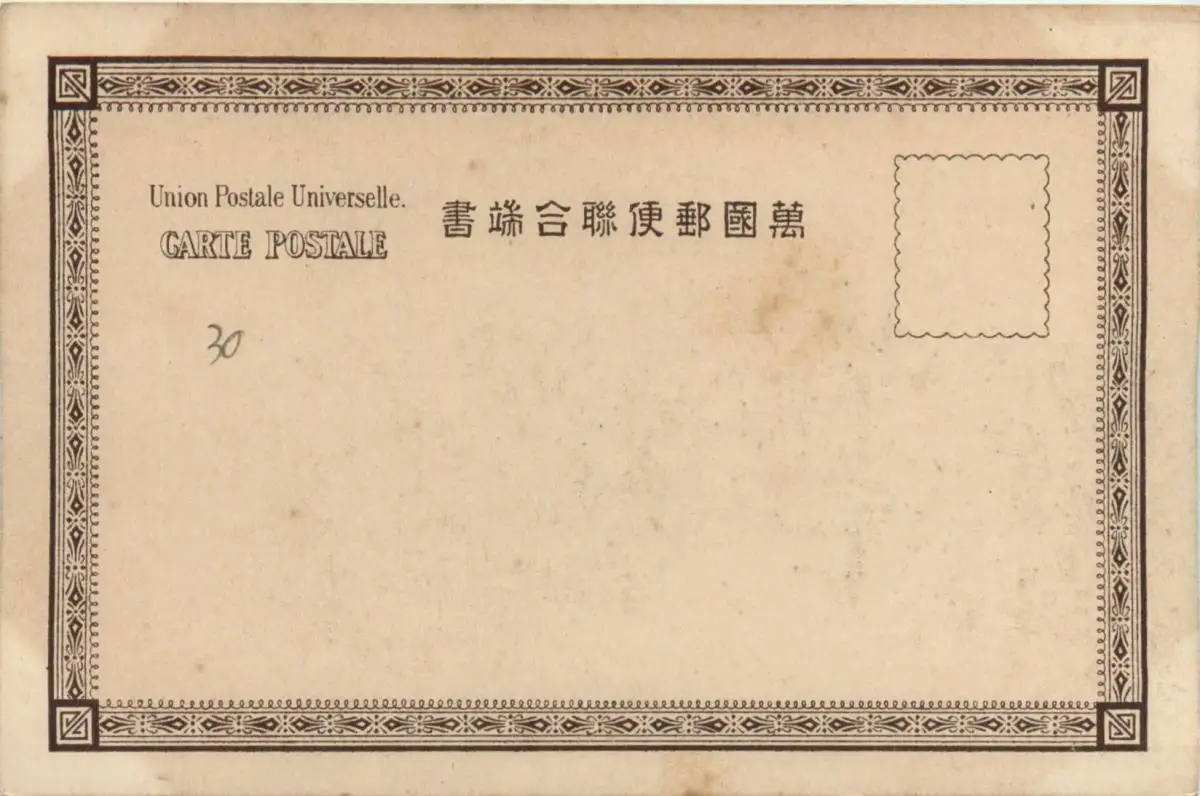 Union Postale Universelle.
CARTE POSTALE
萬國郵便聯合端書
30